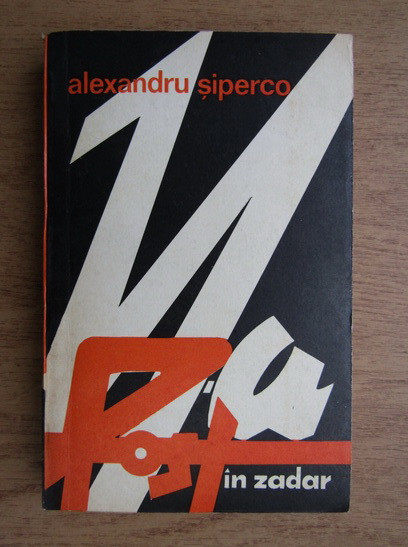 alexandru șiperco
N-a
fost
în zadar